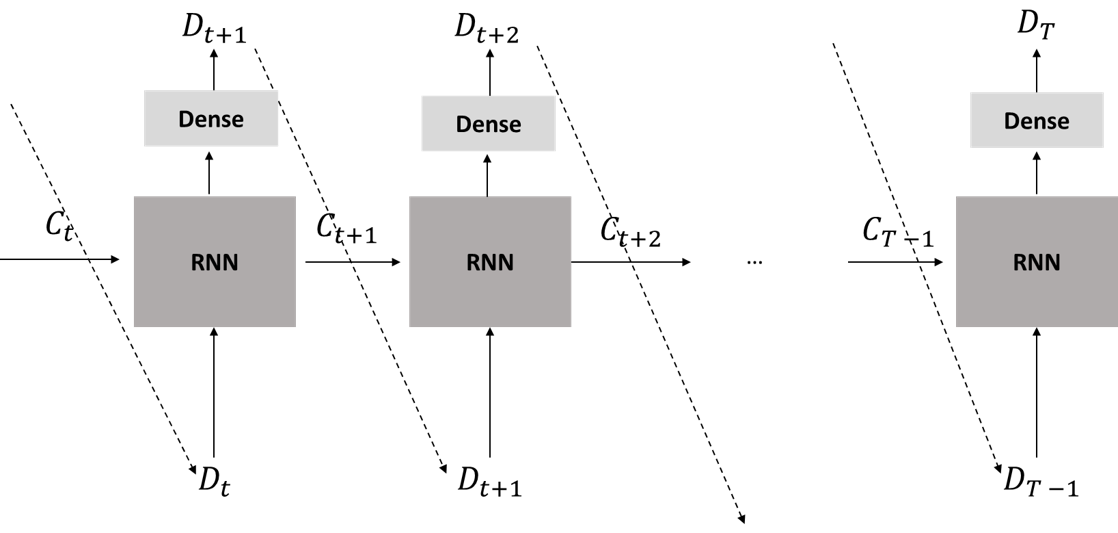 D_{t+1} D_{t+2} D_T
Dense Dense Dense
C_t C_{t+1} C_{t+2} C_{T-1}
RNN RNN ... RNN
D_t D_{t+1} D_{T-1}